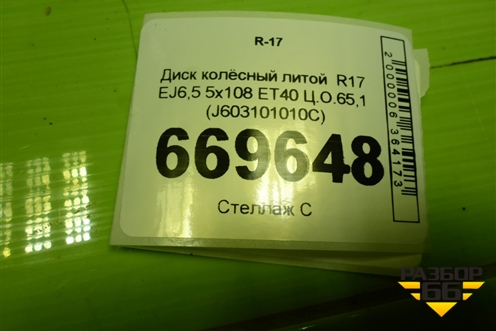 R-17
Диск колёсный литой R17
EJ6,5 5x108 ET40 Ц.О.65,1
(J603101010C)
669648
Стеллаж С
2000006364173
РАЗБОР
66